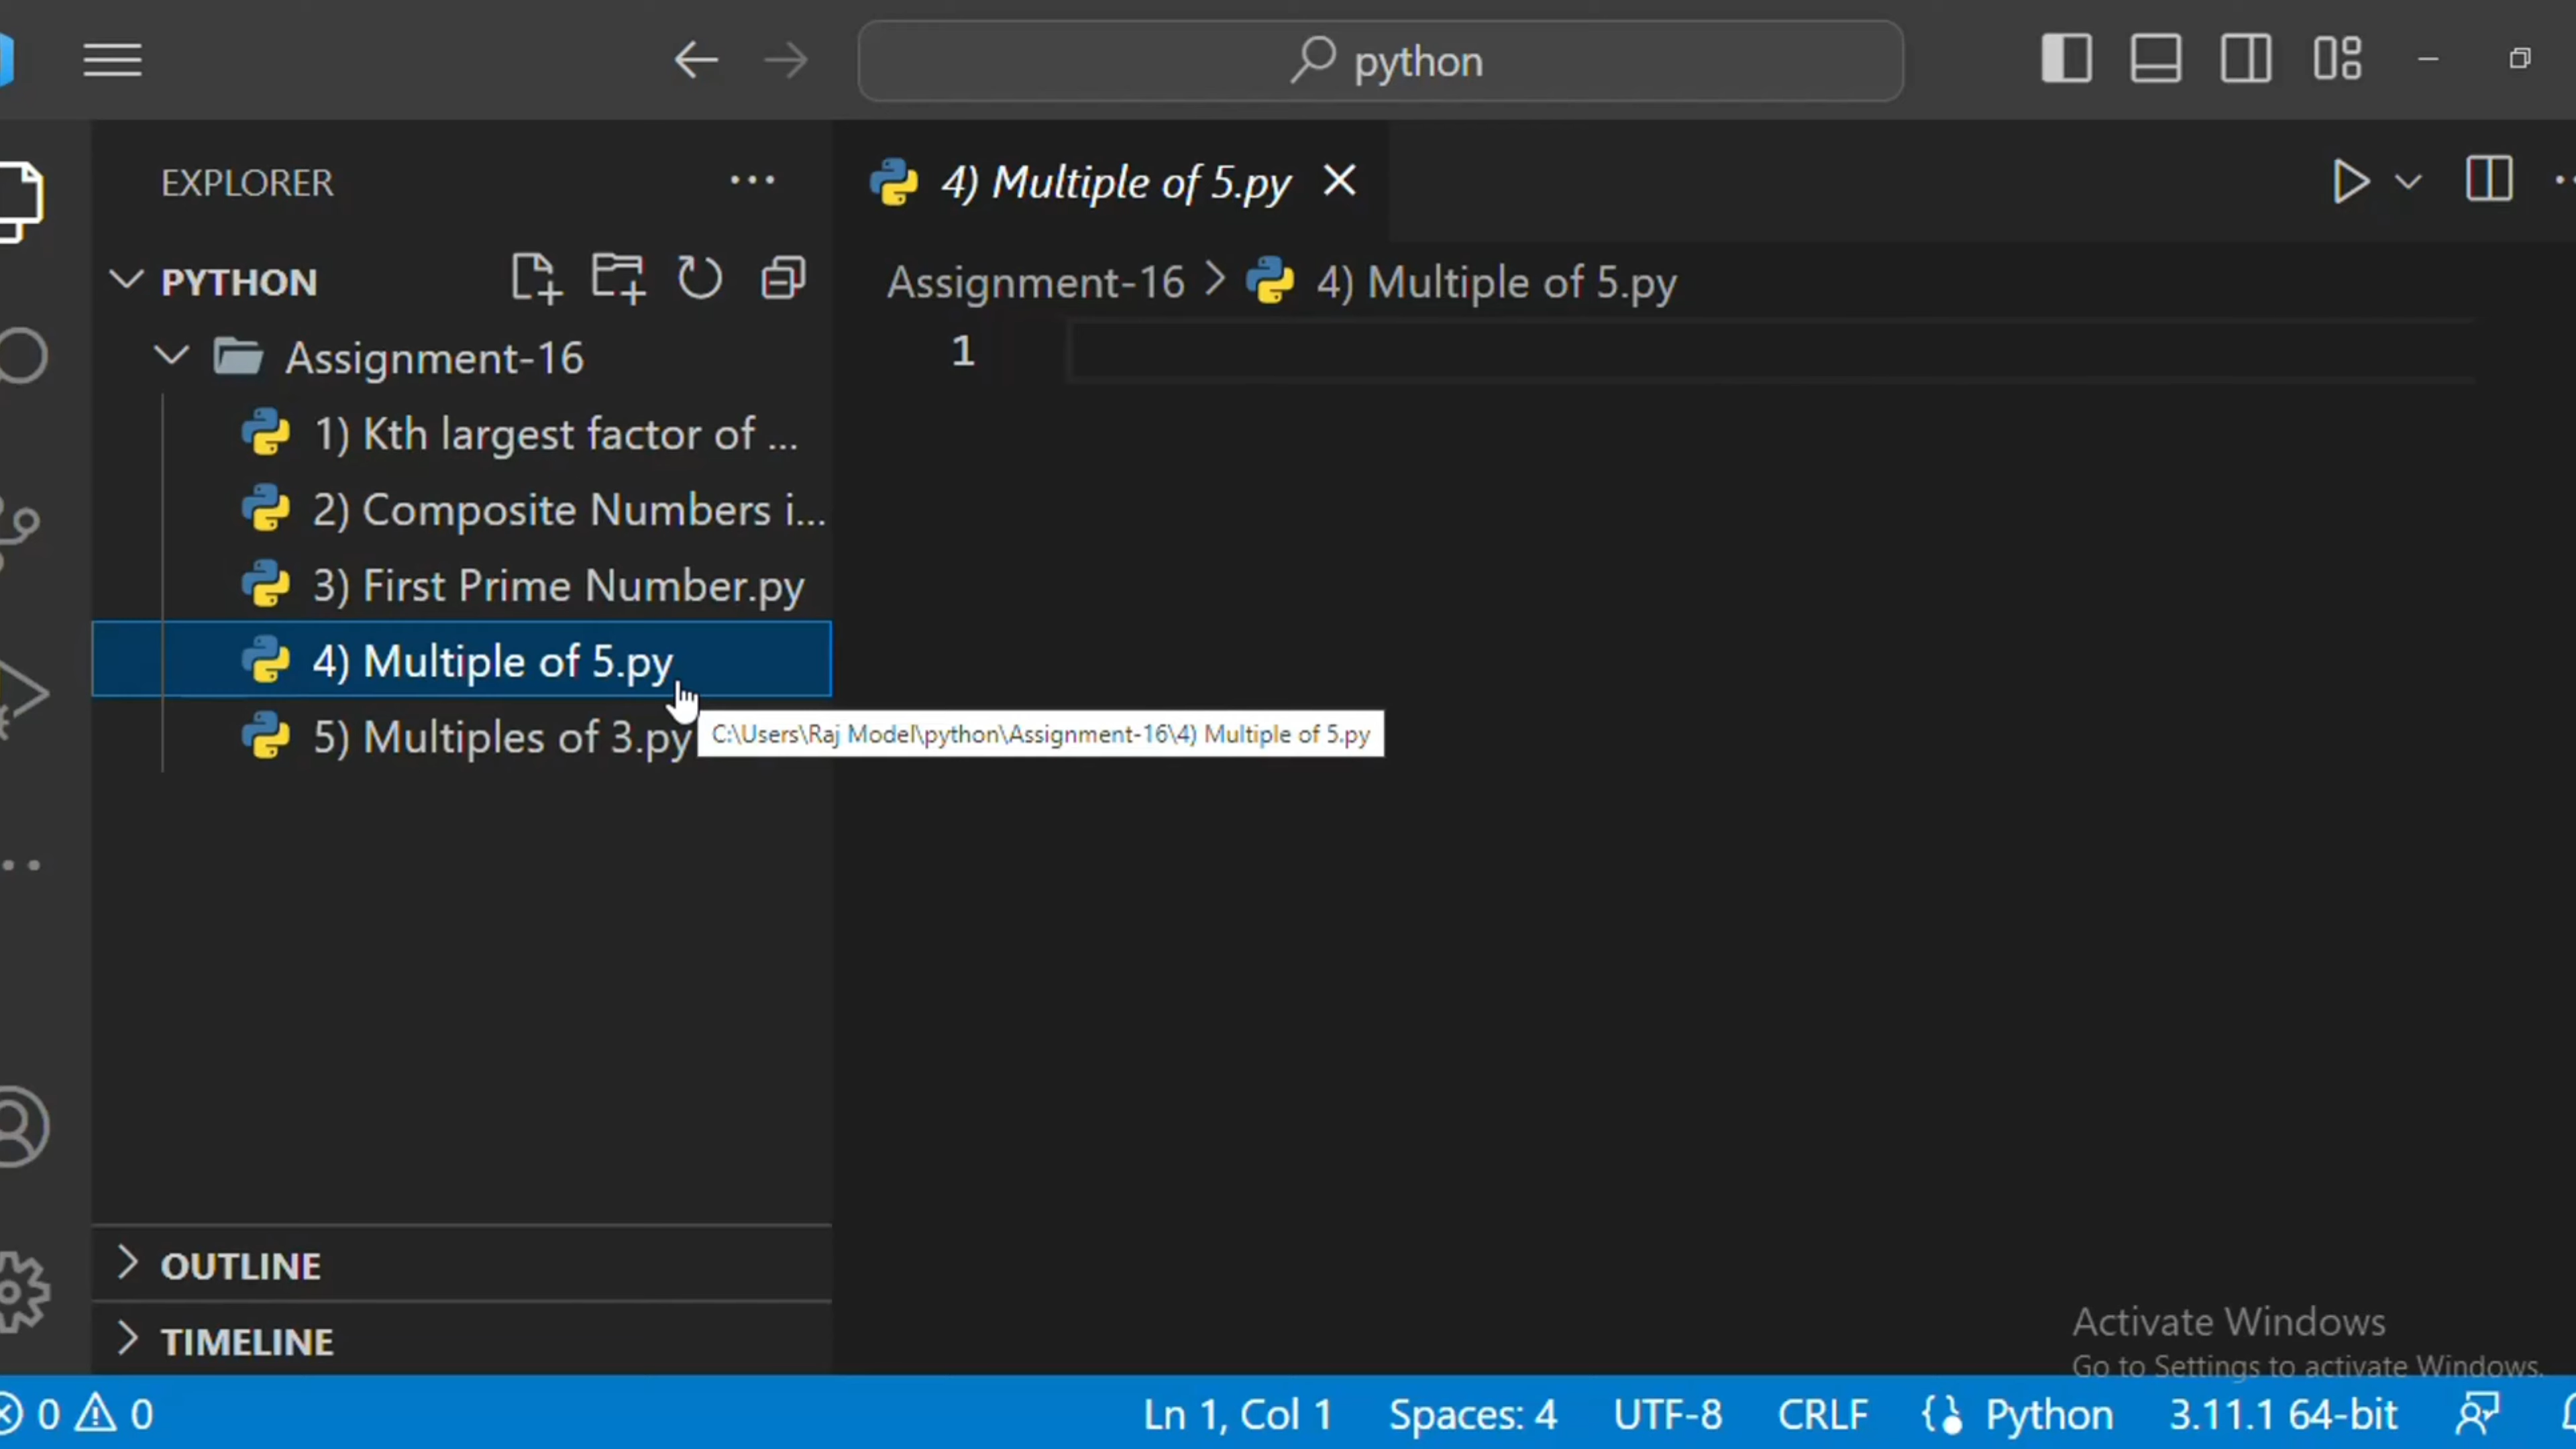 python
EXPLORER
4) Multiple of 5.py
PYTHON
Assignment-16 > 4) Multiple of 5.py
Assignment-16
1
1) Kth largest factor of ...
2) Composite Numbers i...
3) First Prime Number.py
4) Multiple of 5.py
5) Multiples of 3.py
C:\Users\Raj Model\python\Assignment-16\4) Multiple of 5.py
OUTLINE
TIMELINE
Activate Windows
Go to Settings to activate Windows.
0 0 Ln 1, Col 1 Spaces: 4 UTF-8 CRLF Python 3.11.1 64-bit